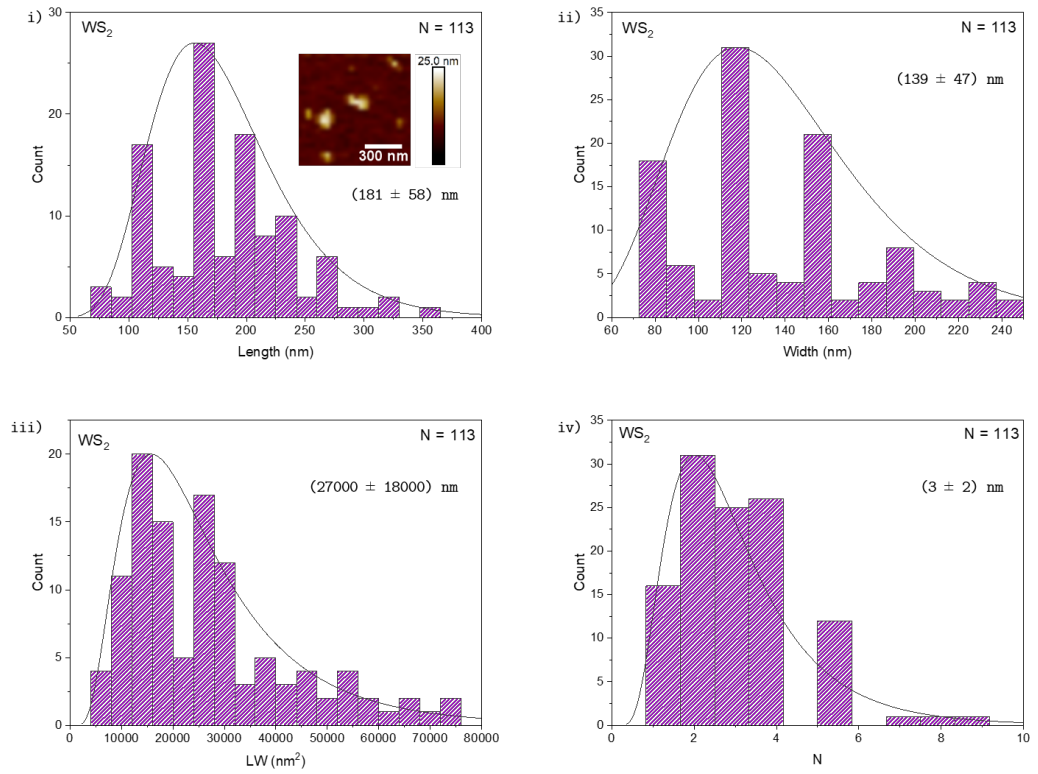 i)
WS₂
N = 113
25.0 nm
300 nm
(181 ± 58) nm
Count
30
20
10
0
50 100 150 200 250 300 350 400
Length (nm)
ii)
WS₂
N = 113
(139 ± 47) nm
Count
35
30
25
20
15
10
5
0
60 80 100 120 140 160 180 200 220 240
Width (nm)
iii)
WS₂
N = 113
(27000 ± 18000) nm
Count
20
15
10
5
0
0 10000 20000 30000 40000 50000 60000 70000 80000
LW (nm²)
iv)
WS₂
N = 113
(3 ± 2) nm
Count
35
30
25
20
15
10
5
0
0 2 4 6 8 10
N